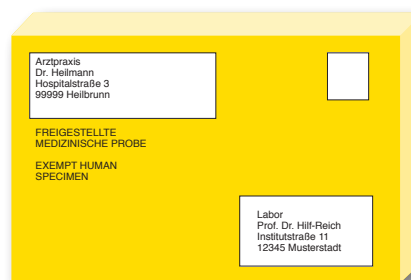 Arztpraxis
Dr. Heilmann
Hospitalstraße 3
99999 Heilbrunn
FREIGESTELLTE
MEDIZINISCHE PROBE
EXEMPT HUMAN
SPECIMEN
Labor
Prof. Dr. Hilf-Reich
Institutstraße 11
12345 Musterstadt